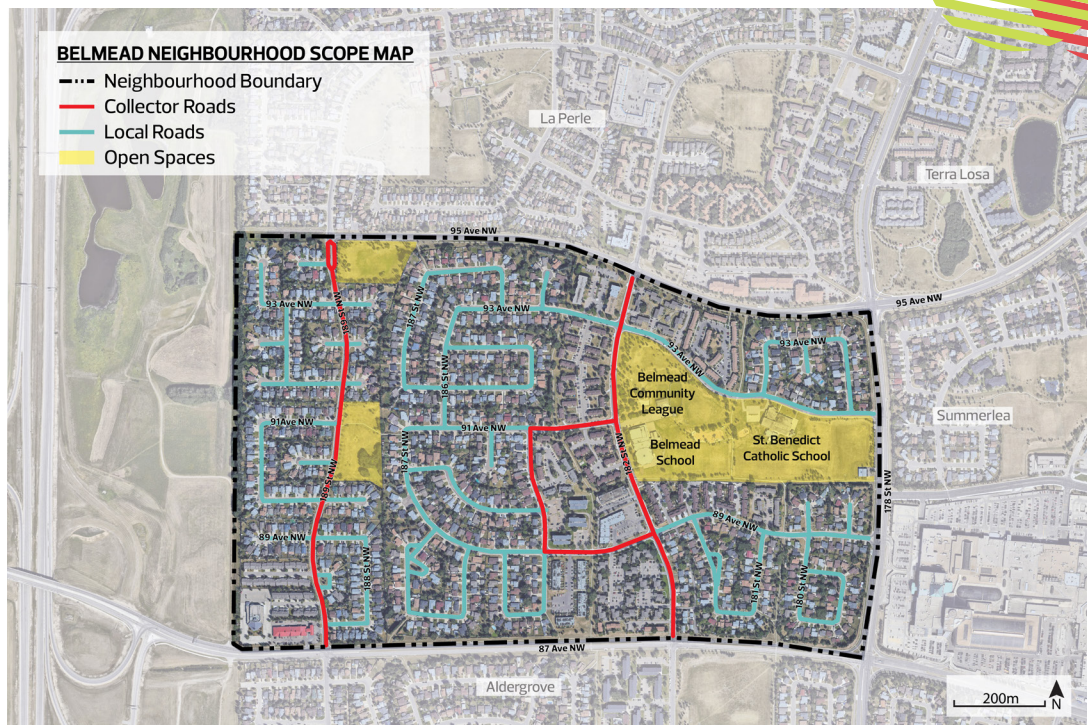 BELMEAD NEIGHBOURHOOD SCOPE MAP
Neighbourhood Boundary
Collector Roads
Local Roads
Open Spaces
La Perle
Terra Losa
95 Ave NW
95 Ave NW
93 Ave NW
189 St NW
187 St NW
93 Ave NW
93 Ave NW
93 Ave NW
186 St NW
Belmead
Community
League
Summerlea
91 Ave NW
91 Ave NW
187 St NW
182 St NW
Belmead
School
St. Benedict
Catholic School
189 St NW
178 St NW
89 Ave NW
89 Ave NW
188 St NW
181 St NW
180 St NW
87 Ave NW
Aldergrove
200m
N